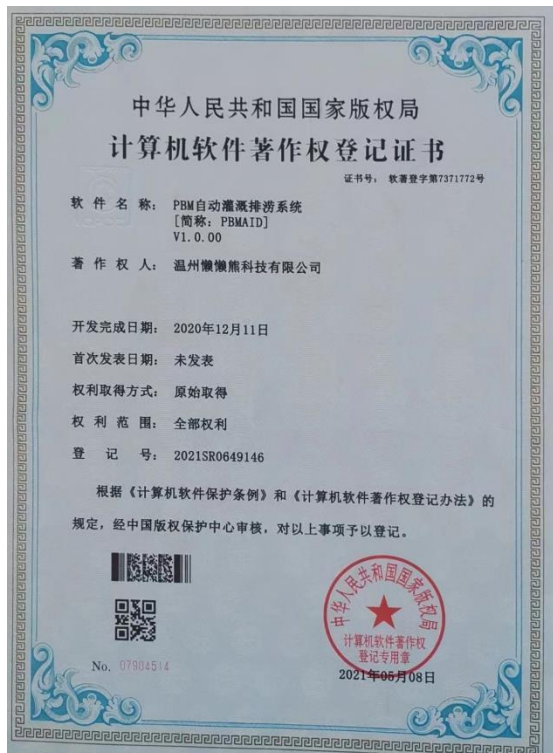 中华人民共和国国家版权局
计算机软件著作权登记证书
证书号： 软著登字第7371772号
软件名称： PBM自动灌溉排涝系统
[简称：PBMAID]
V1.0.00
著作权人： 温州懒懒熊科技有限公司
开发完成日期： 2020年12月11日
首次发表日期： 未发表
权利取得方式： 原始取得
权利范围： 全部权利
登记号： 2021SR0649146
根据《计算机软件保护条例》和《计算机软件著作权登记办法》的
规定，经中国版权保护中心审核，对以上事项予以登记。
中华人民共和国国家版权局
计算机软件著作权
登记专用章
No. 07904514
2021年05月08日